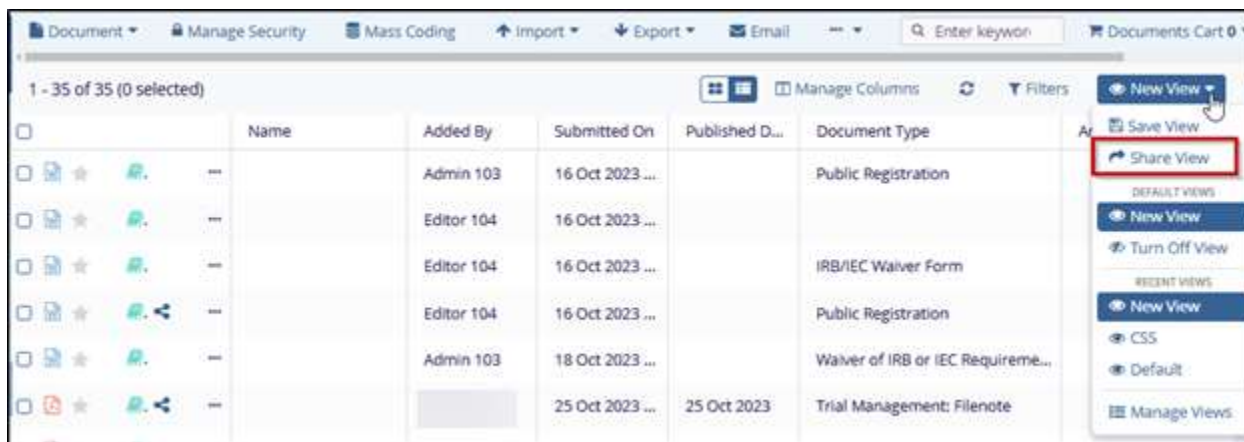 Document Manage Security Mass Coding Import Export Email ... Enter keywor Documents Cart 0
1 - 35 of 35 (0 selected) Manage Columns Filters New View
Name Added By Submitted On Published D... Document Type
Save View
Share View
Admin 103 16 Oct 2023 ... Public Registration
DEFAULT VIEWS
New View
Editor 104 16 Oct 2023 ...
Turn Off View
Editor 104 16 Oct 2023 ... IRB/IEC Waiver Form
RECENT VIEWS
New View
Editor 104 16 Oct 2023 ... Public Registration
CSS
Admin 103 18 Oct 2023 ... Waiver of IRB or IEC Requireme...
Default
25 Oct 2023 ... 25 Oct 2023 Trial Management: Filenote
Manage Views